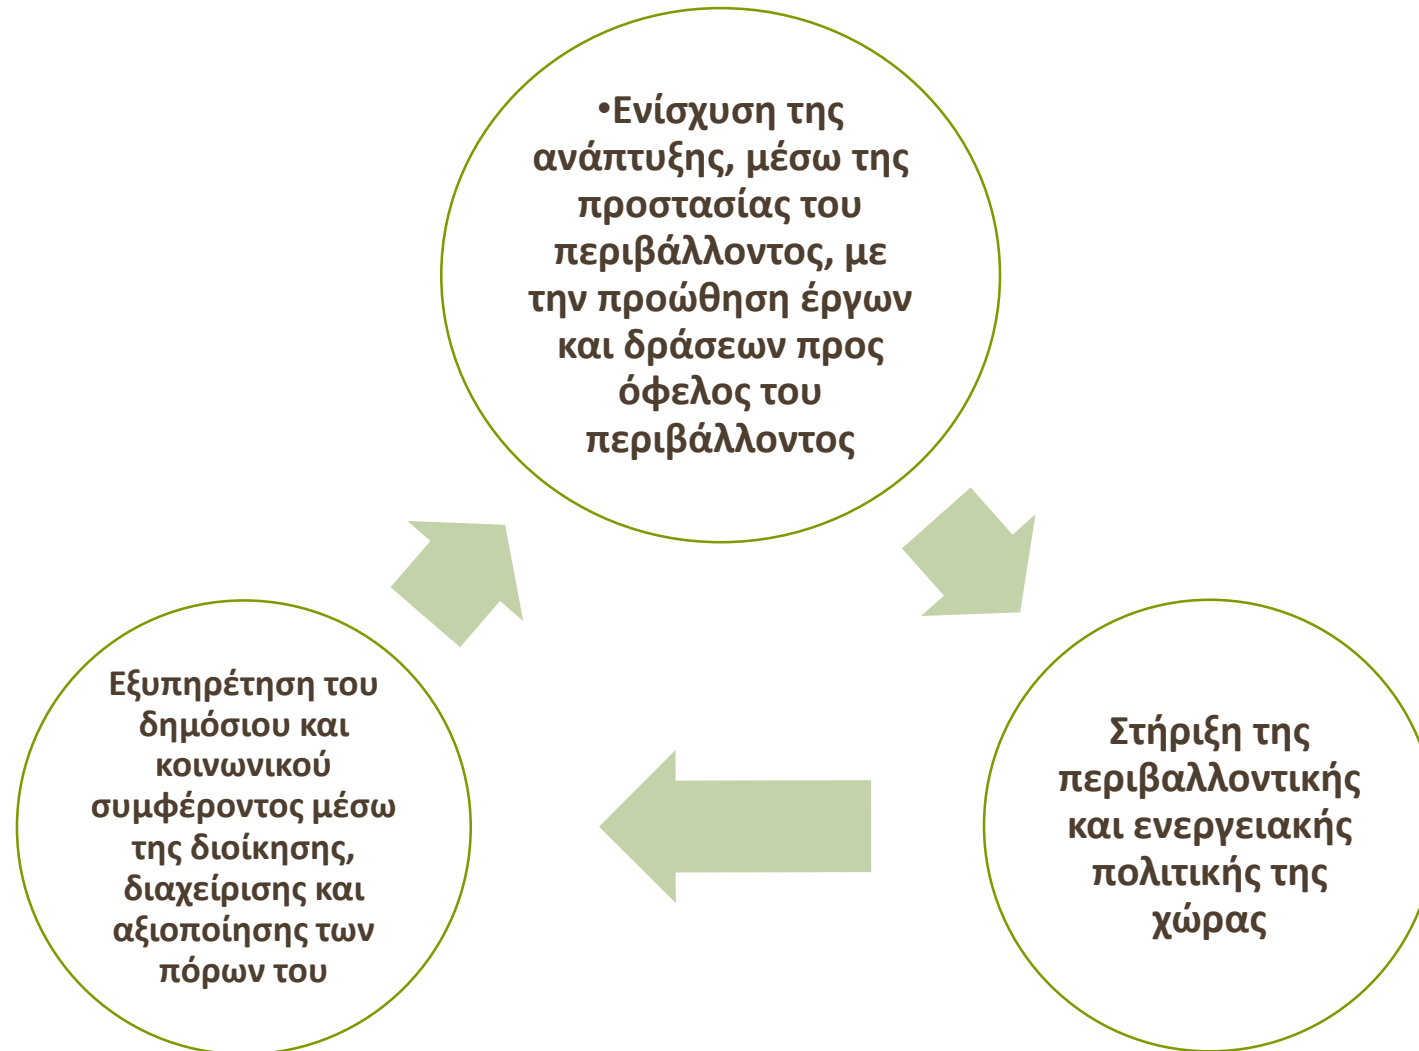 •Ενίσχυση της
ανάπτυξης, μέσω της
προστασίας του
περιβάλλοντος, με
την προώθηση έργων
και δράσεων προς
όφελος του
περιβάλλοντος
Στήριξη της
περιβαλλοντικής
και ενεργειακής
πολιτικής της
χώρας
Εξυπηρέτηση του
δημόσιου και
κοινωνικού
συμφέροντος μέσω
της διοίκησης,
διαχείρισης και
αξιοποίησης των
πόρων του